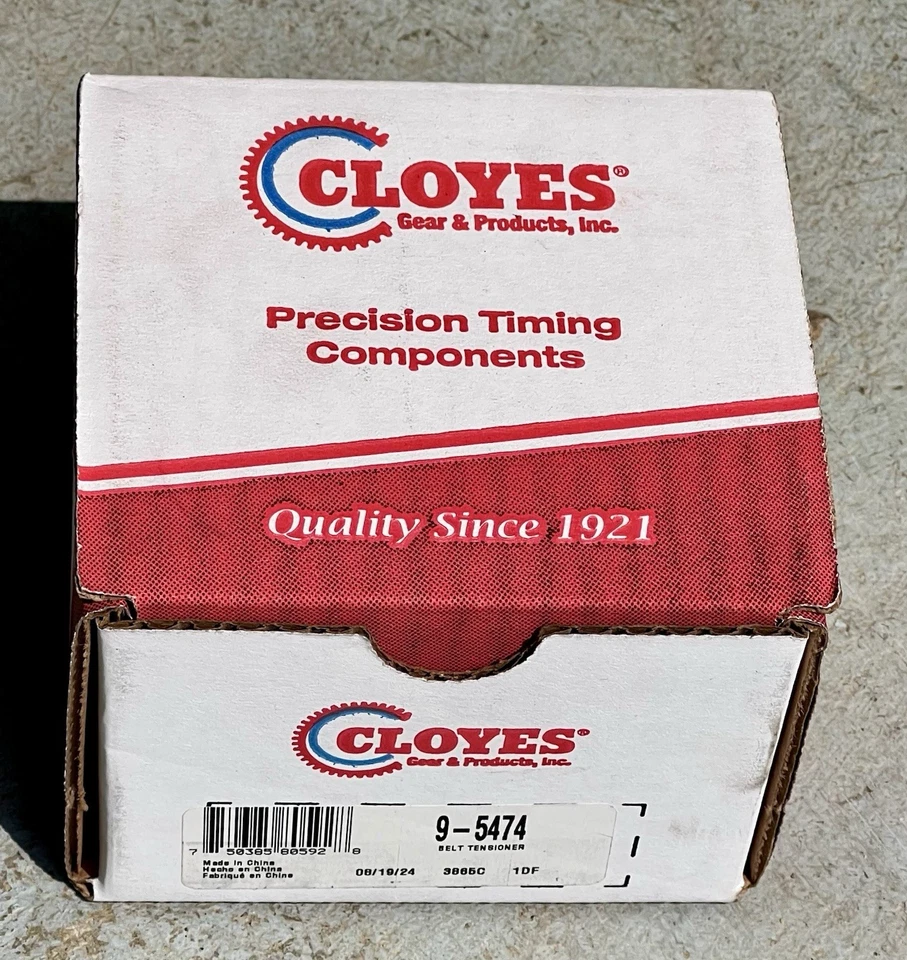 CLOYES®
Gear & Products, Inc.
Precision Timing
Components
Quality Since 1921
CLOYES®
Gear & Products, Inc.
9-5474
BELT TENSIONER
7 50385 80592 8
Made in China
Hecho en China
Fabriqué en China
08/19/24 3865C 1DF